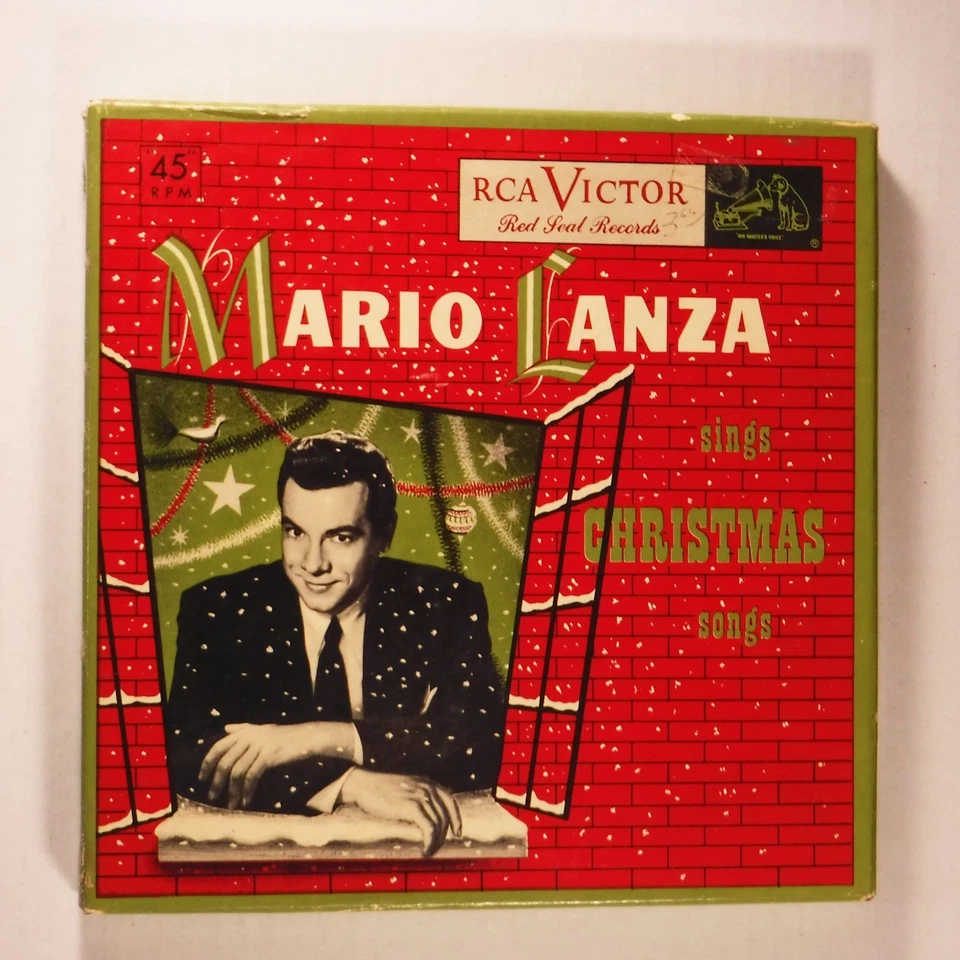 "45"
RPM
RCA VICTOR
Red Seal Records
"HIS MASTER'S VOICE"
®
MARIO LANZA
sings
CHRISTMAS
songs